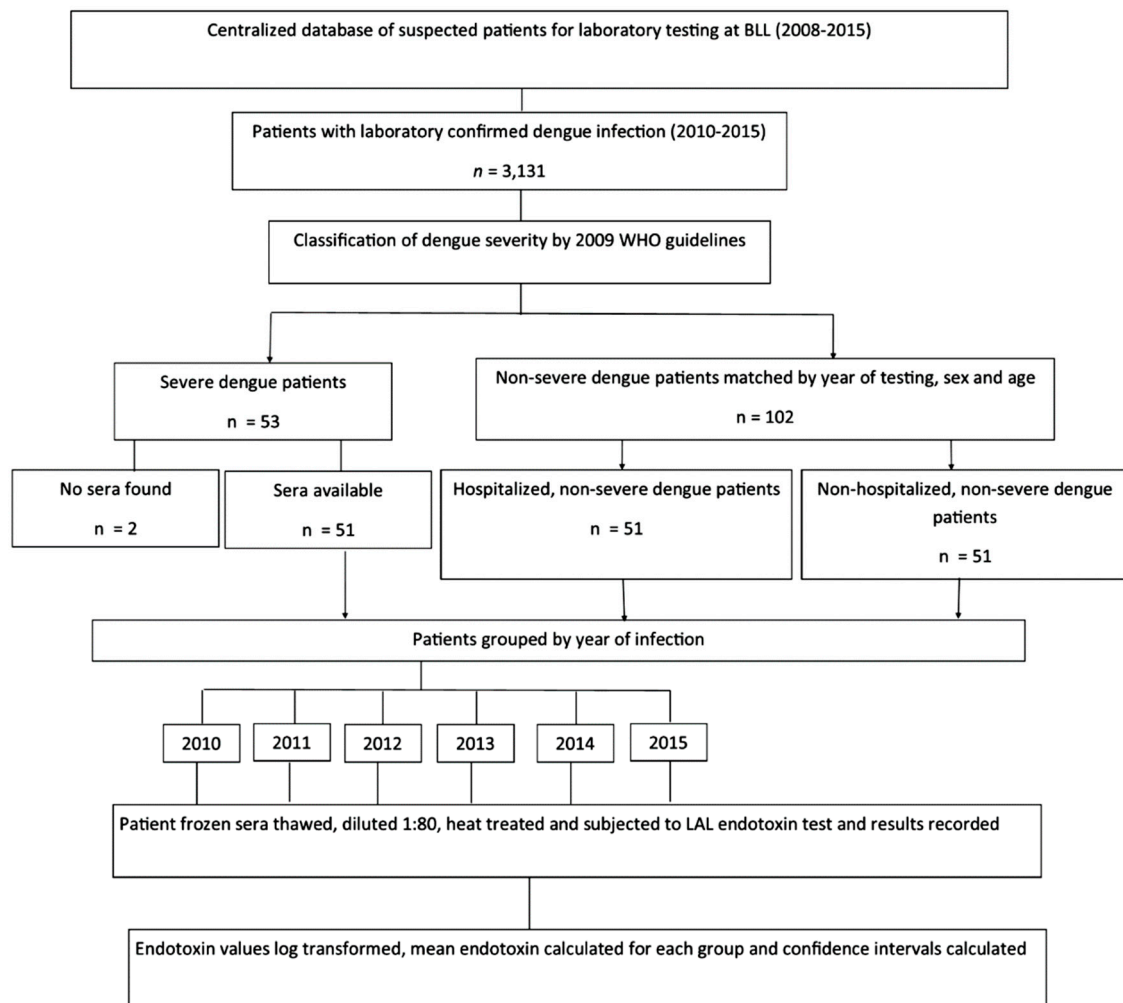 Centralized database of suspected patients for laboratory testing at BLL (2008-2015)
Patients with laboratory confirmed dengue infection (2010-2015)
n = 3,131
Classification of dengue severity by 2009 WHO guidelines
Severe dengue patients
n = 53
Non-severe dengue patients matched by year of testing, sex and age
n = 102
No sera found
n = 2
Sera available
n = 51
Hospitalized, non-severe dengue patients
n = 51
Non-hospitalized, non-severe dengue
patients
n = 51
Patients grouped by year of infection
2010
2011
2012
2013
2014
2015
Patient frozen sera thawed, diluted 1:80, heat treated and subjected to LAL endotoxin test and results recorded
Endotoxin values log transformed, mean endotoxin calculated for each group and confidence intervals calculated